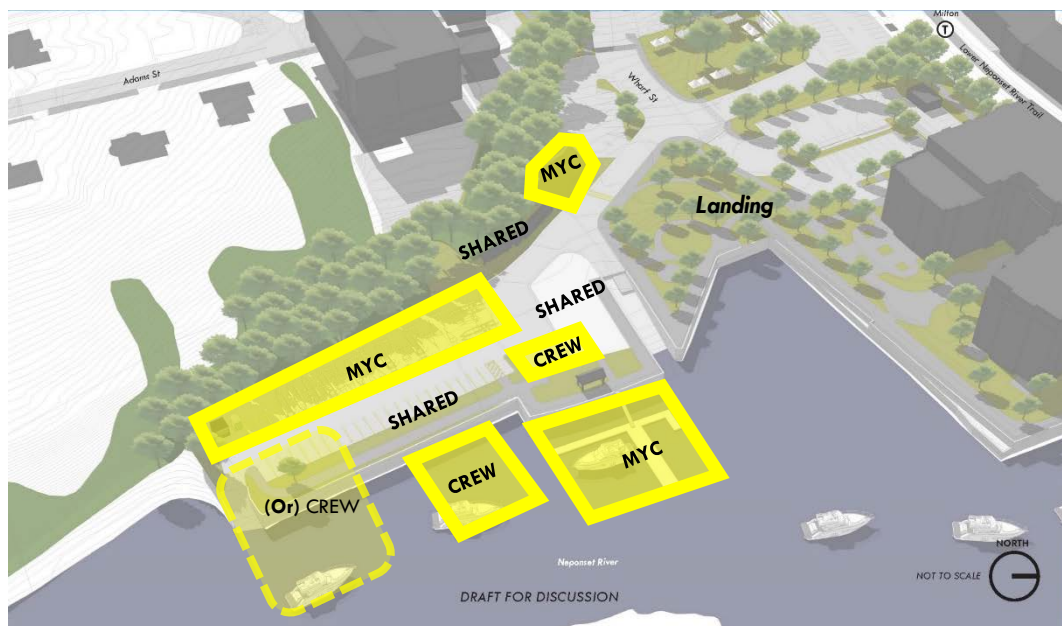 Milton
T
Adams St
Wharf St
Lower Neponset River Trail
MYC
Landing
SHARED
SHARED
CREW
MYC
SHARED
MYC
CREW
(Or) CREW
NORTH
Neponset River
NOT TO SCALE
DRAFT FOR DISCUSSION